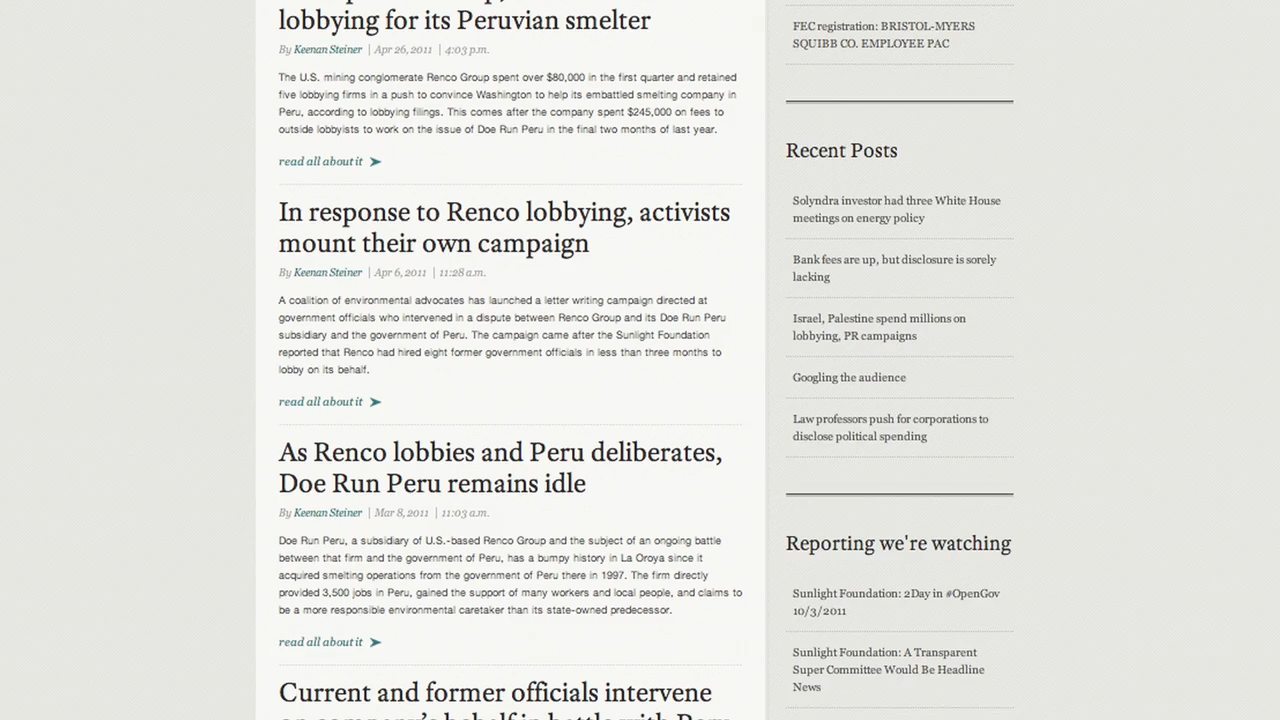 lobbying for its Peruvian smelter
By Keenan Steiner | Apr 26, 2011 | 4:03 p.m.
The U.S. mining conglomerate Renco Group spent over $80,000 in the first quarter and retained
five lobbying firms in a push to convince Washington to help its embattled smelting company in
Peru, according to lobbying filings. This comes after the company spent $245,000 on fees to
outside lobbyists to work on the issue of Doe Run Peru in the final two months of last year.
read all about it ➤
In response to Renco lobbying, activists
mount their own campaign
By Keenan Steiner | Apr 6, 2011 | 11:28 a.m.
A coalition of environmental advocates has launched a letter writing campaign directed at
government officials who intervened in a dispute between Renco Group and its Doe Run Peru
subsidiary and the government of Peru. The campaign came after the Sunlight Foundation
reported that Renco had hired eight former government officials in less than three months to
lobby on its behalf.
read all about it ➤
As Renco lobbies and Peru deliberates,
Doe Run Peru remains idle
By Keenan Steiner | Mar 8, 2011 | 11:03 a.m.
Doe Run Peru, a subsidiary of U.S.-based Renco Group and the subject of an ongoing battle
between that firm and the government of Peru, has a bumpy history in La Oroya since it
acquired smelting operations from the government of Peru there in 1997. The firm directly
provided 3,500 jobs in Peru, gained the support of many workers and local people, and claims to
be a more responsible environmental caretaker than its state-owned predecessor.
read all about it ➤
Current and former officials intervene
on company's behalf in battle with Peru
FEC registration: BRISTOL-MYERS
SQUIBB CO. EMPLOYEE PAC
Recent Posts
Solyndra investor had three White House
meetings on energy policy
Bank fees are up, but disclosure is sorely
lacking
Israel, Palestine spend millions on
lobbying, PR campaigns
Googling the audience
Law professors push for corporations to
disclose political spending
Reporting we're watching
Sunlight Foundation: 2Day in #OpenGov
10/3/2011
Sunlight Foundation: A Transparent
Super Committee Would Be Headline
News